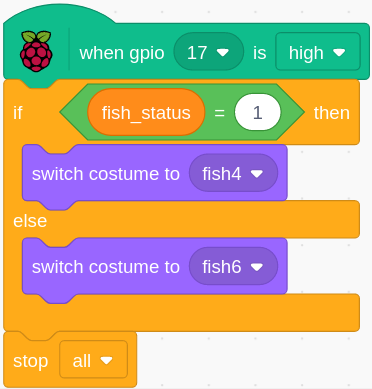 when gpio 17 is high
if fish_status = 1 then
switch costume to fish4
else
switch costume to fish6
stop all